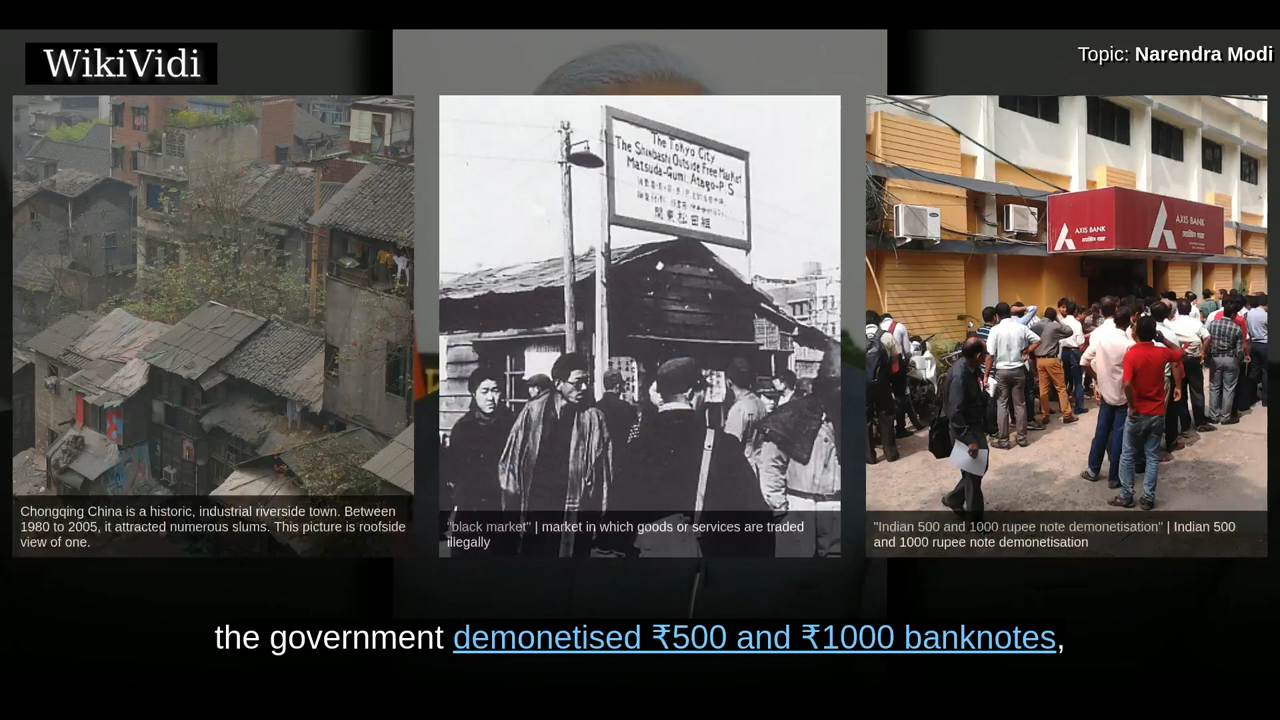 WikiVidi
Topic: Narendra Modi
The Tokyo City
The Shinbashi Outside Free Market
Matsuda-Gumi, Atago-P.S
関東松田組
AXIS BANK
AXIS BANK
Chongqing China is a historic, industrial riverside town. Between
1980 to 2005, it attracted numerous slums. This picture is roofside
view of one.
"black market" | market in which goods or services are traded
illegally
"Indian 500 and 1000 rupee note demonetisation" | Indian 500
and 1000 rupee note demonetisation
the government demonetised ₹500 and ₹1000 banknotes,